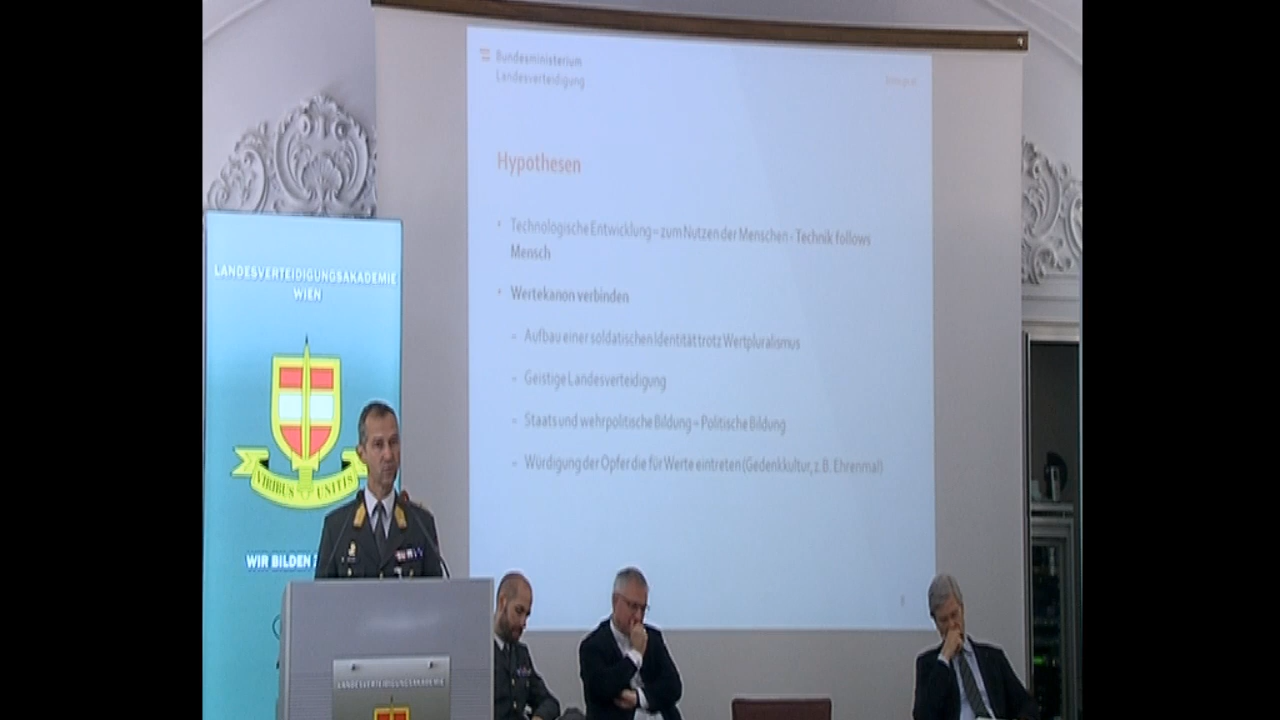 Bundesministerium
Landesverteidigung
Hypothesen
• Technologische Entwicklung = zum Nutzen der Menschen - Technik follows
Mensch
• Wertekanon verbinden
– Aufbau einer soldatischen Identität trotz Wertpluralismus
– Geistige Landesverteidigung
– Staats und wehrpolitische Bildung = Politische Bildung
– Würdigung der Opfer die für Werte eintreten (Gedenkkultur, z.B. Ehrenmal)
LANDESVERTEIDIGUNGSAKADEMIE
WIEN
VIRIBUS UNITIS
WIR BILDEN
LANDESVERTEIDIGUNGSAKADEMIE